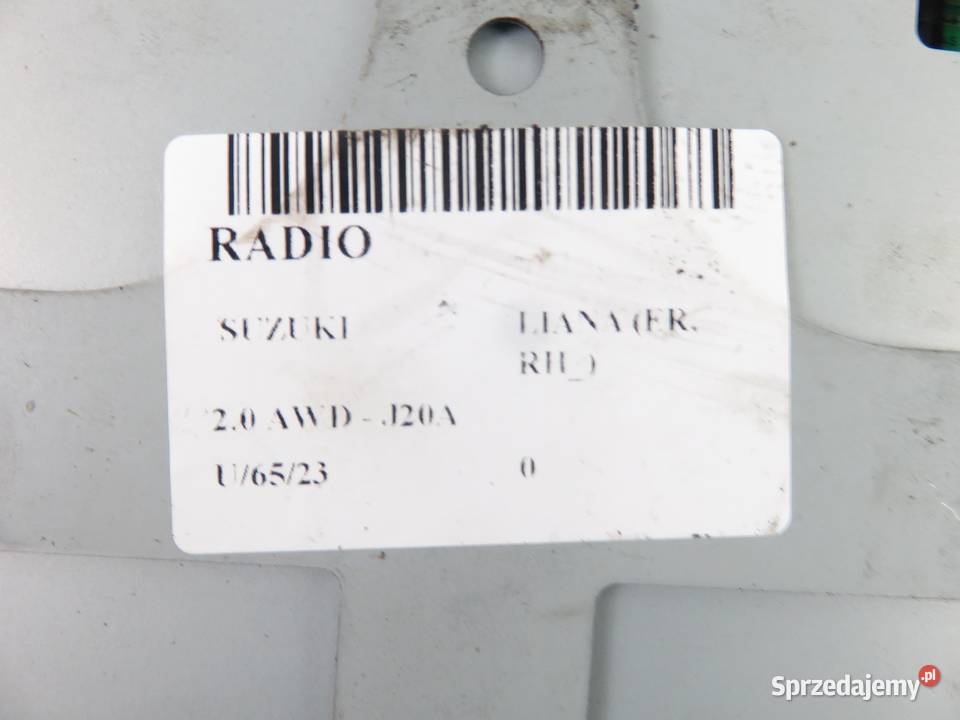 RADIO
SUZUKI LIANA (ER,
RH_)
2.0 AWD - J20A
U/65/23 0
Sprzedajemy.pl